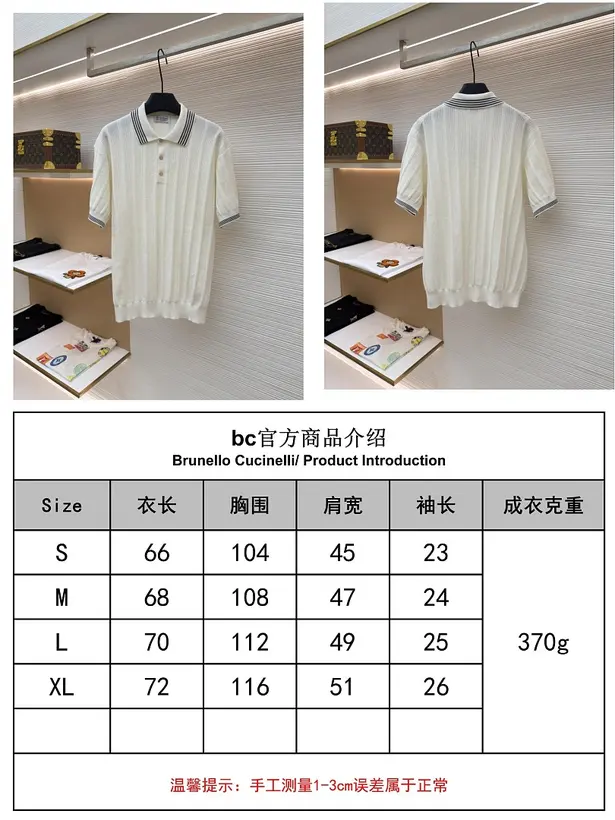 bc官方商品介绍
Brunello Cucinelli/ Product Introduction
Size 衣长 胸围 肩宽 袖长 成衣克重
S 66 104 45 23
M 68 108 47 24
L 70 112 49 25
XL 72 116 51 26
370g
温馨提示：手工测量1-3cm误差属于正常